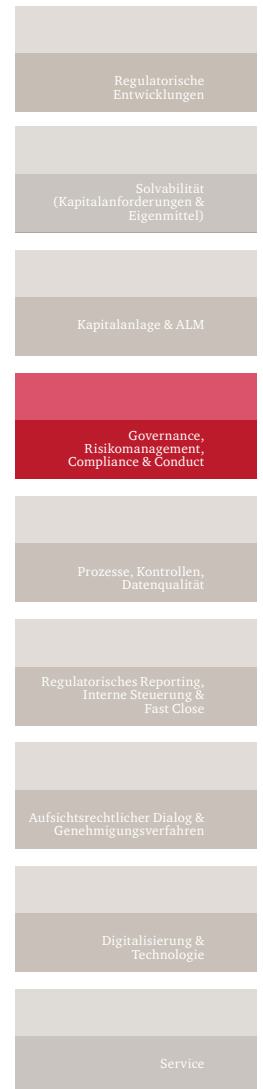 Regulatorische
Entwicklungen
Solvabilität
(Kapitalanforderungen &
Eigenmittel)
Kapitalanlage & ALM
Governance,
Risikomanagement,
Compliance & Conduct
Prozesse, Kontrollen,
Datenqualität
Regulatorisches Reporting,
Interne Steuerung &
Fast Close
Aufsichtsrechtlicher Dialog &
Genehmigungsverfahren
Digitalisierung &
Technologie
Service